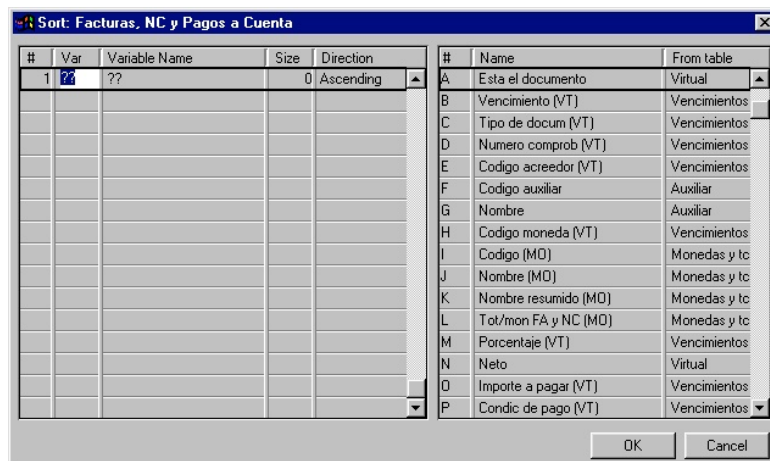 Sort: Facturas, NC y Pagos a Cuenta
# Var Variable Name Size Direction
1 ?? ?? 0 Ascending
# Name From table
A Esta el documento Virtual
B Vencimiento (VT) Vencimientos
C Tipo de docum (VT) Vencimientos
D Numero comprob (VT) Vencimientos
E Codigo acreedor (VT) Vencimientos
F Codigo auxiliar Auxiliar
G Nombre Auxiliar
H Codigo moneda (VT) Vencimientos
I Codigo (MO) Monedas y tc
J Nombre (MO) Monedas y tc
K Nombre resumido (MO) Monedas y tc
L Tot/mon FA y NC (MO) Monedas y tc
M Porcentaje (VT) Vencimientos
N Neto Virtual
O Importe a pagar (VT) Vencimientos
P Condic de pago (VT) Vencimientos
OK Cancel